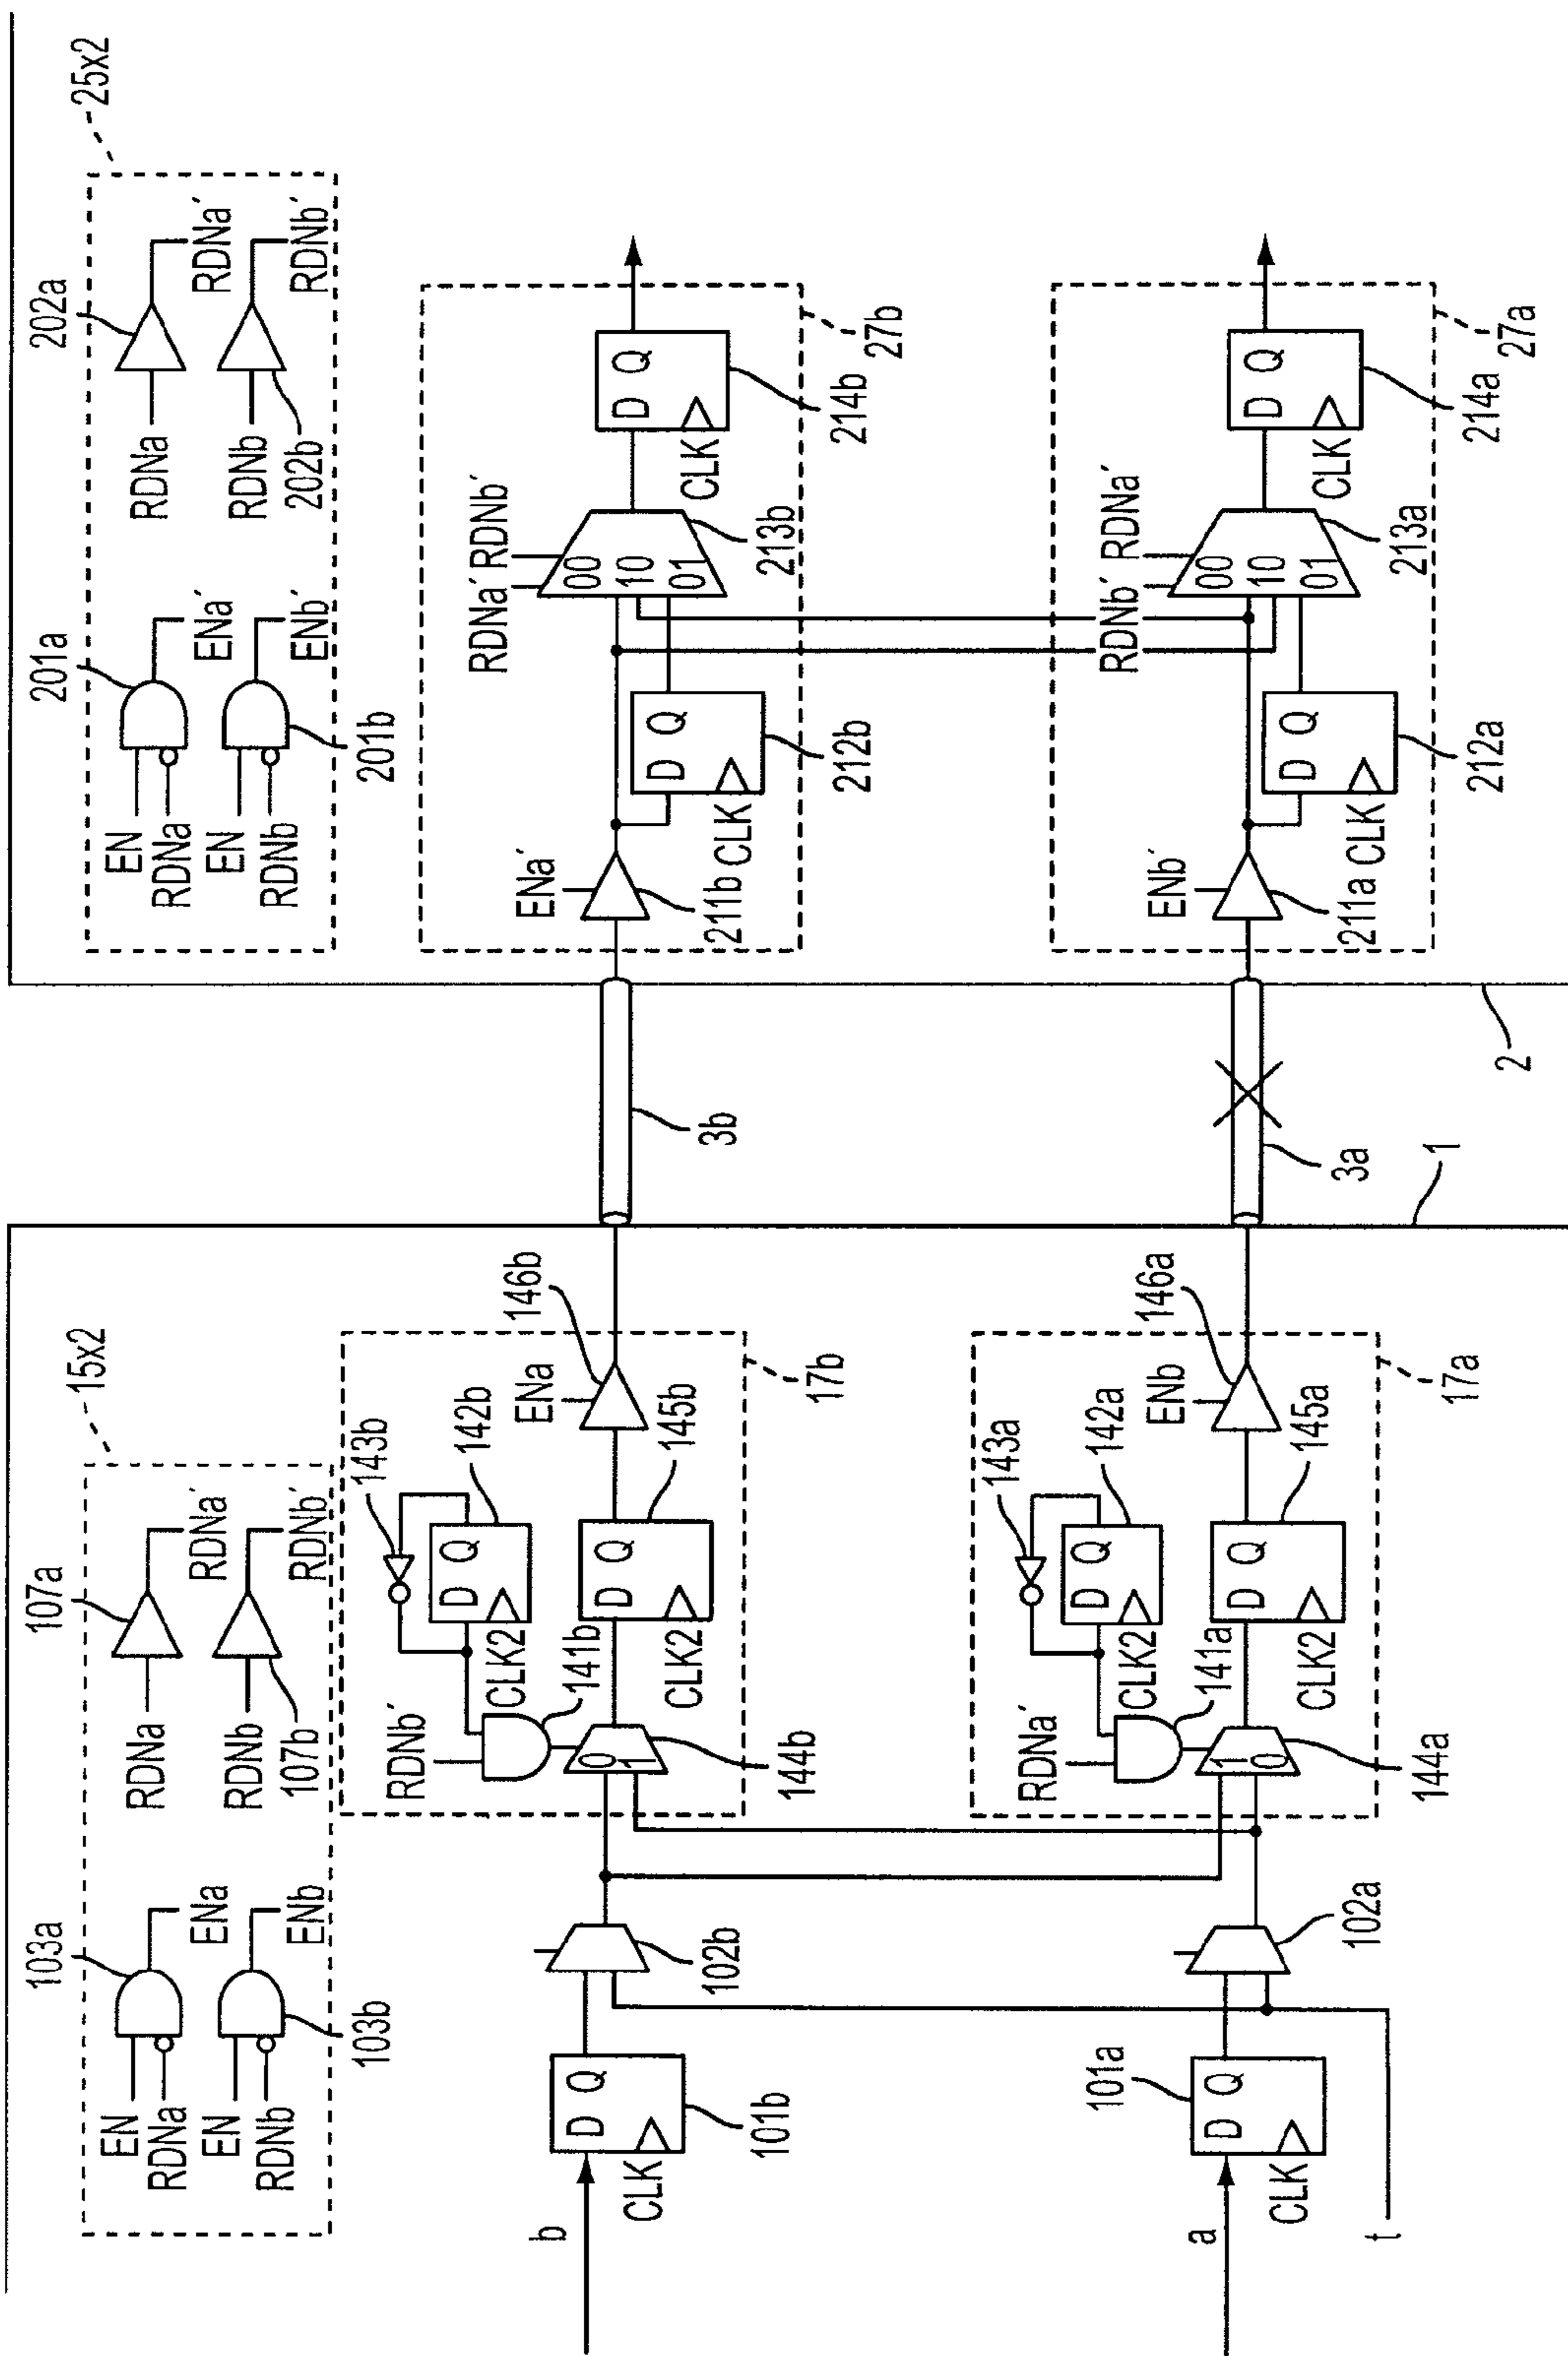 103a
EN
RDNa
ENa
EN
RDNb
ENb
103b
107a
RDNa
RDNa′
RDNb
RDNb′
107b
15x2
201a
EN
RDNa
ENa′
EN
RDNb
ENb′
201b
202a
RDNa
RDNa′
RDNb
RDNb′
202b
25x2
b
D Q
CLK
101b
102b
RDNb′
143b
D Q
142b
CLK2
141b
0
1
144b
D Q
CLK2
145b
ENa
146b
17b
3b
ENa′
211b
D Q
CLK
212b
RDNa′ RDNb′
00
10
01
213b
D Q
CLK
214b
27b
a
101a
D Q
CLK
t
102a
RDNa′
143a
D Q
142a
CLK2
141a
1
0
144a
D Q
CLK2
145a
ENb
146a
17a
1
3a
2
ENb′
211a
D Q
CLK
212a
RDNb′ RDNa′
00
10
01
213a
D Q
CLK
214a
27a